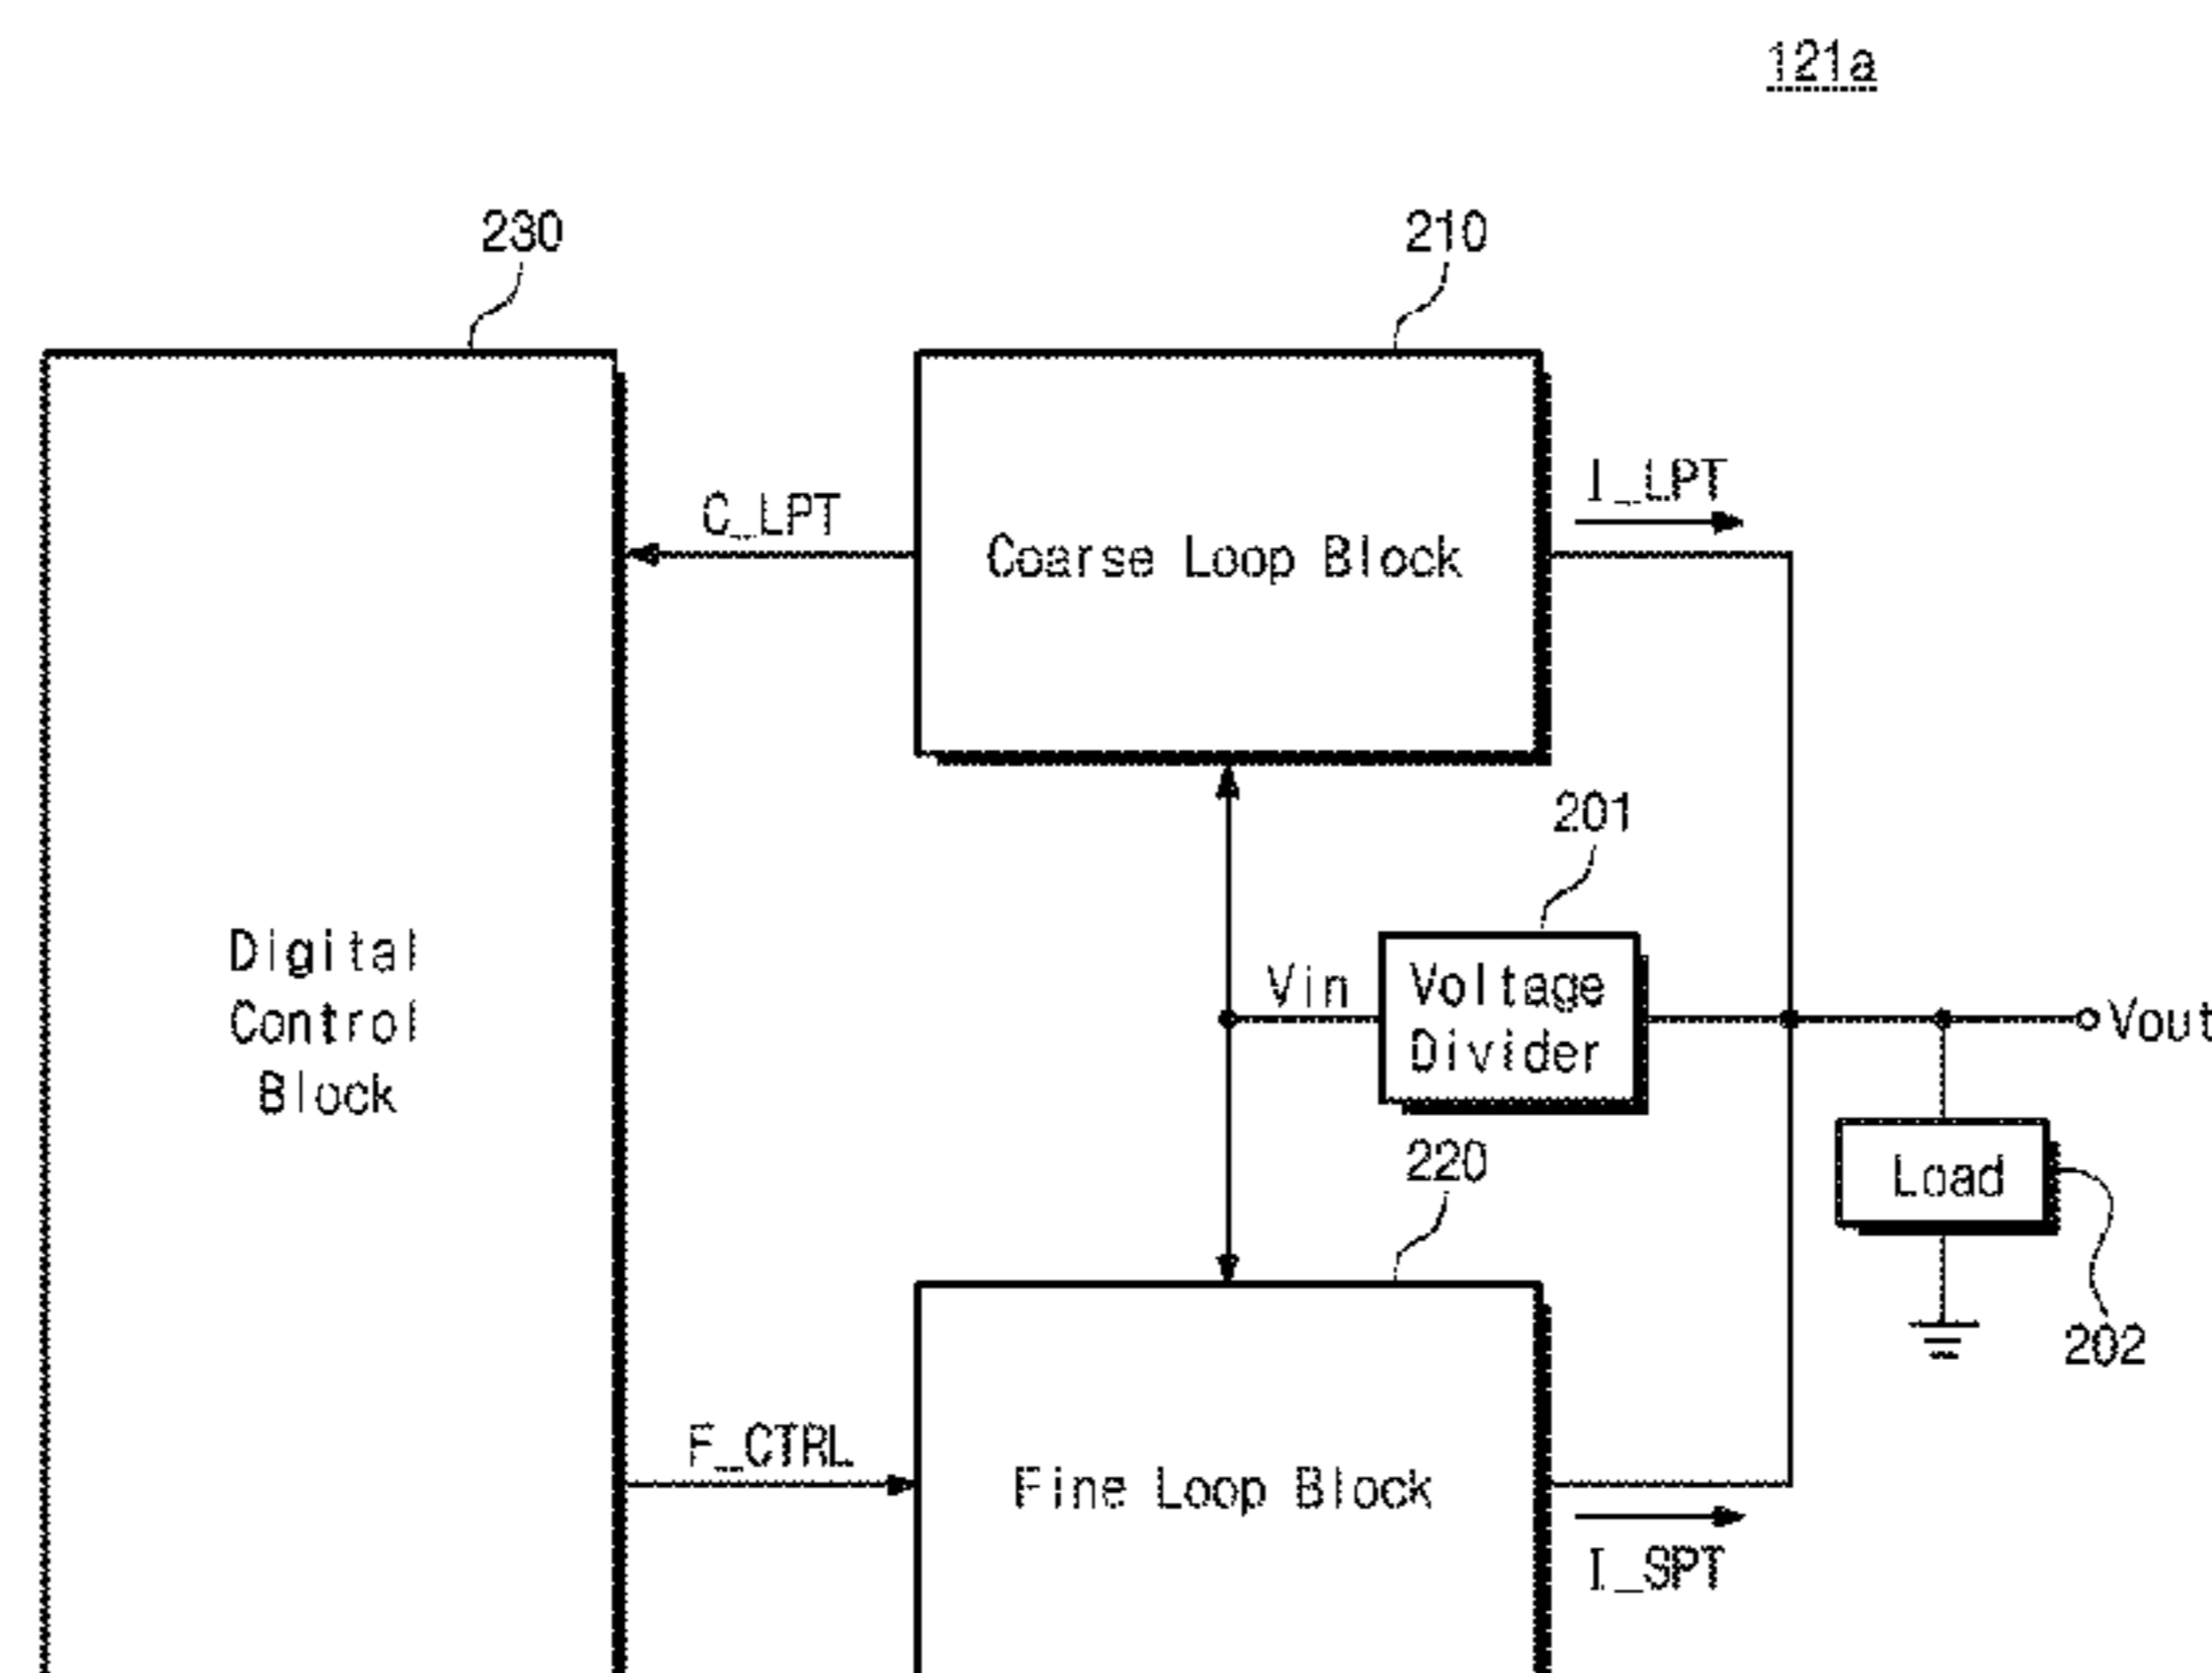 121a
230
210
C_LPT
I_LPT
Coarse Loop Block
201
Digital
Control
Block
Vin
Voltage
Divider
Vout
220
Load
202
F_CTRL
Fine Loop Block
I_SPT